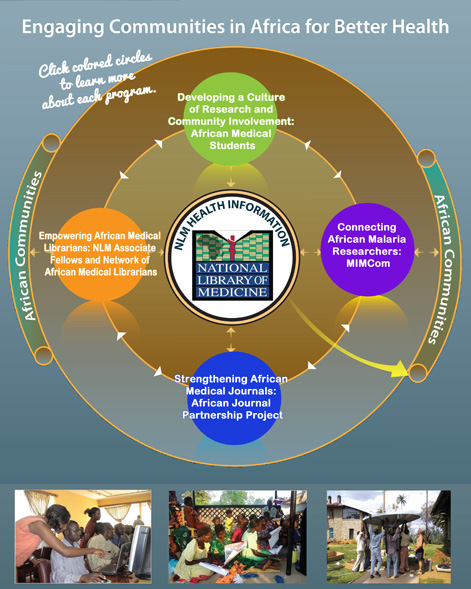 Engaging Communities in Africa for Better Health
Click colored circles
to learn more
about each program.
Developing a Culture
of Research and
Community Involvement:
African Medical
Students
African Communities
Empowering African Medical
Librarians: NLM Associate
Fellows and Network of
African Medical Librarians
NLM HEALTH INFORMATION
NATIONAL
LIBRARY OF
MEDICINE
Connecting
African Malaria
Researchers:
MIMCom
African Communities
Strengthening African
Medical Journals:
African Journal
Partnership Project